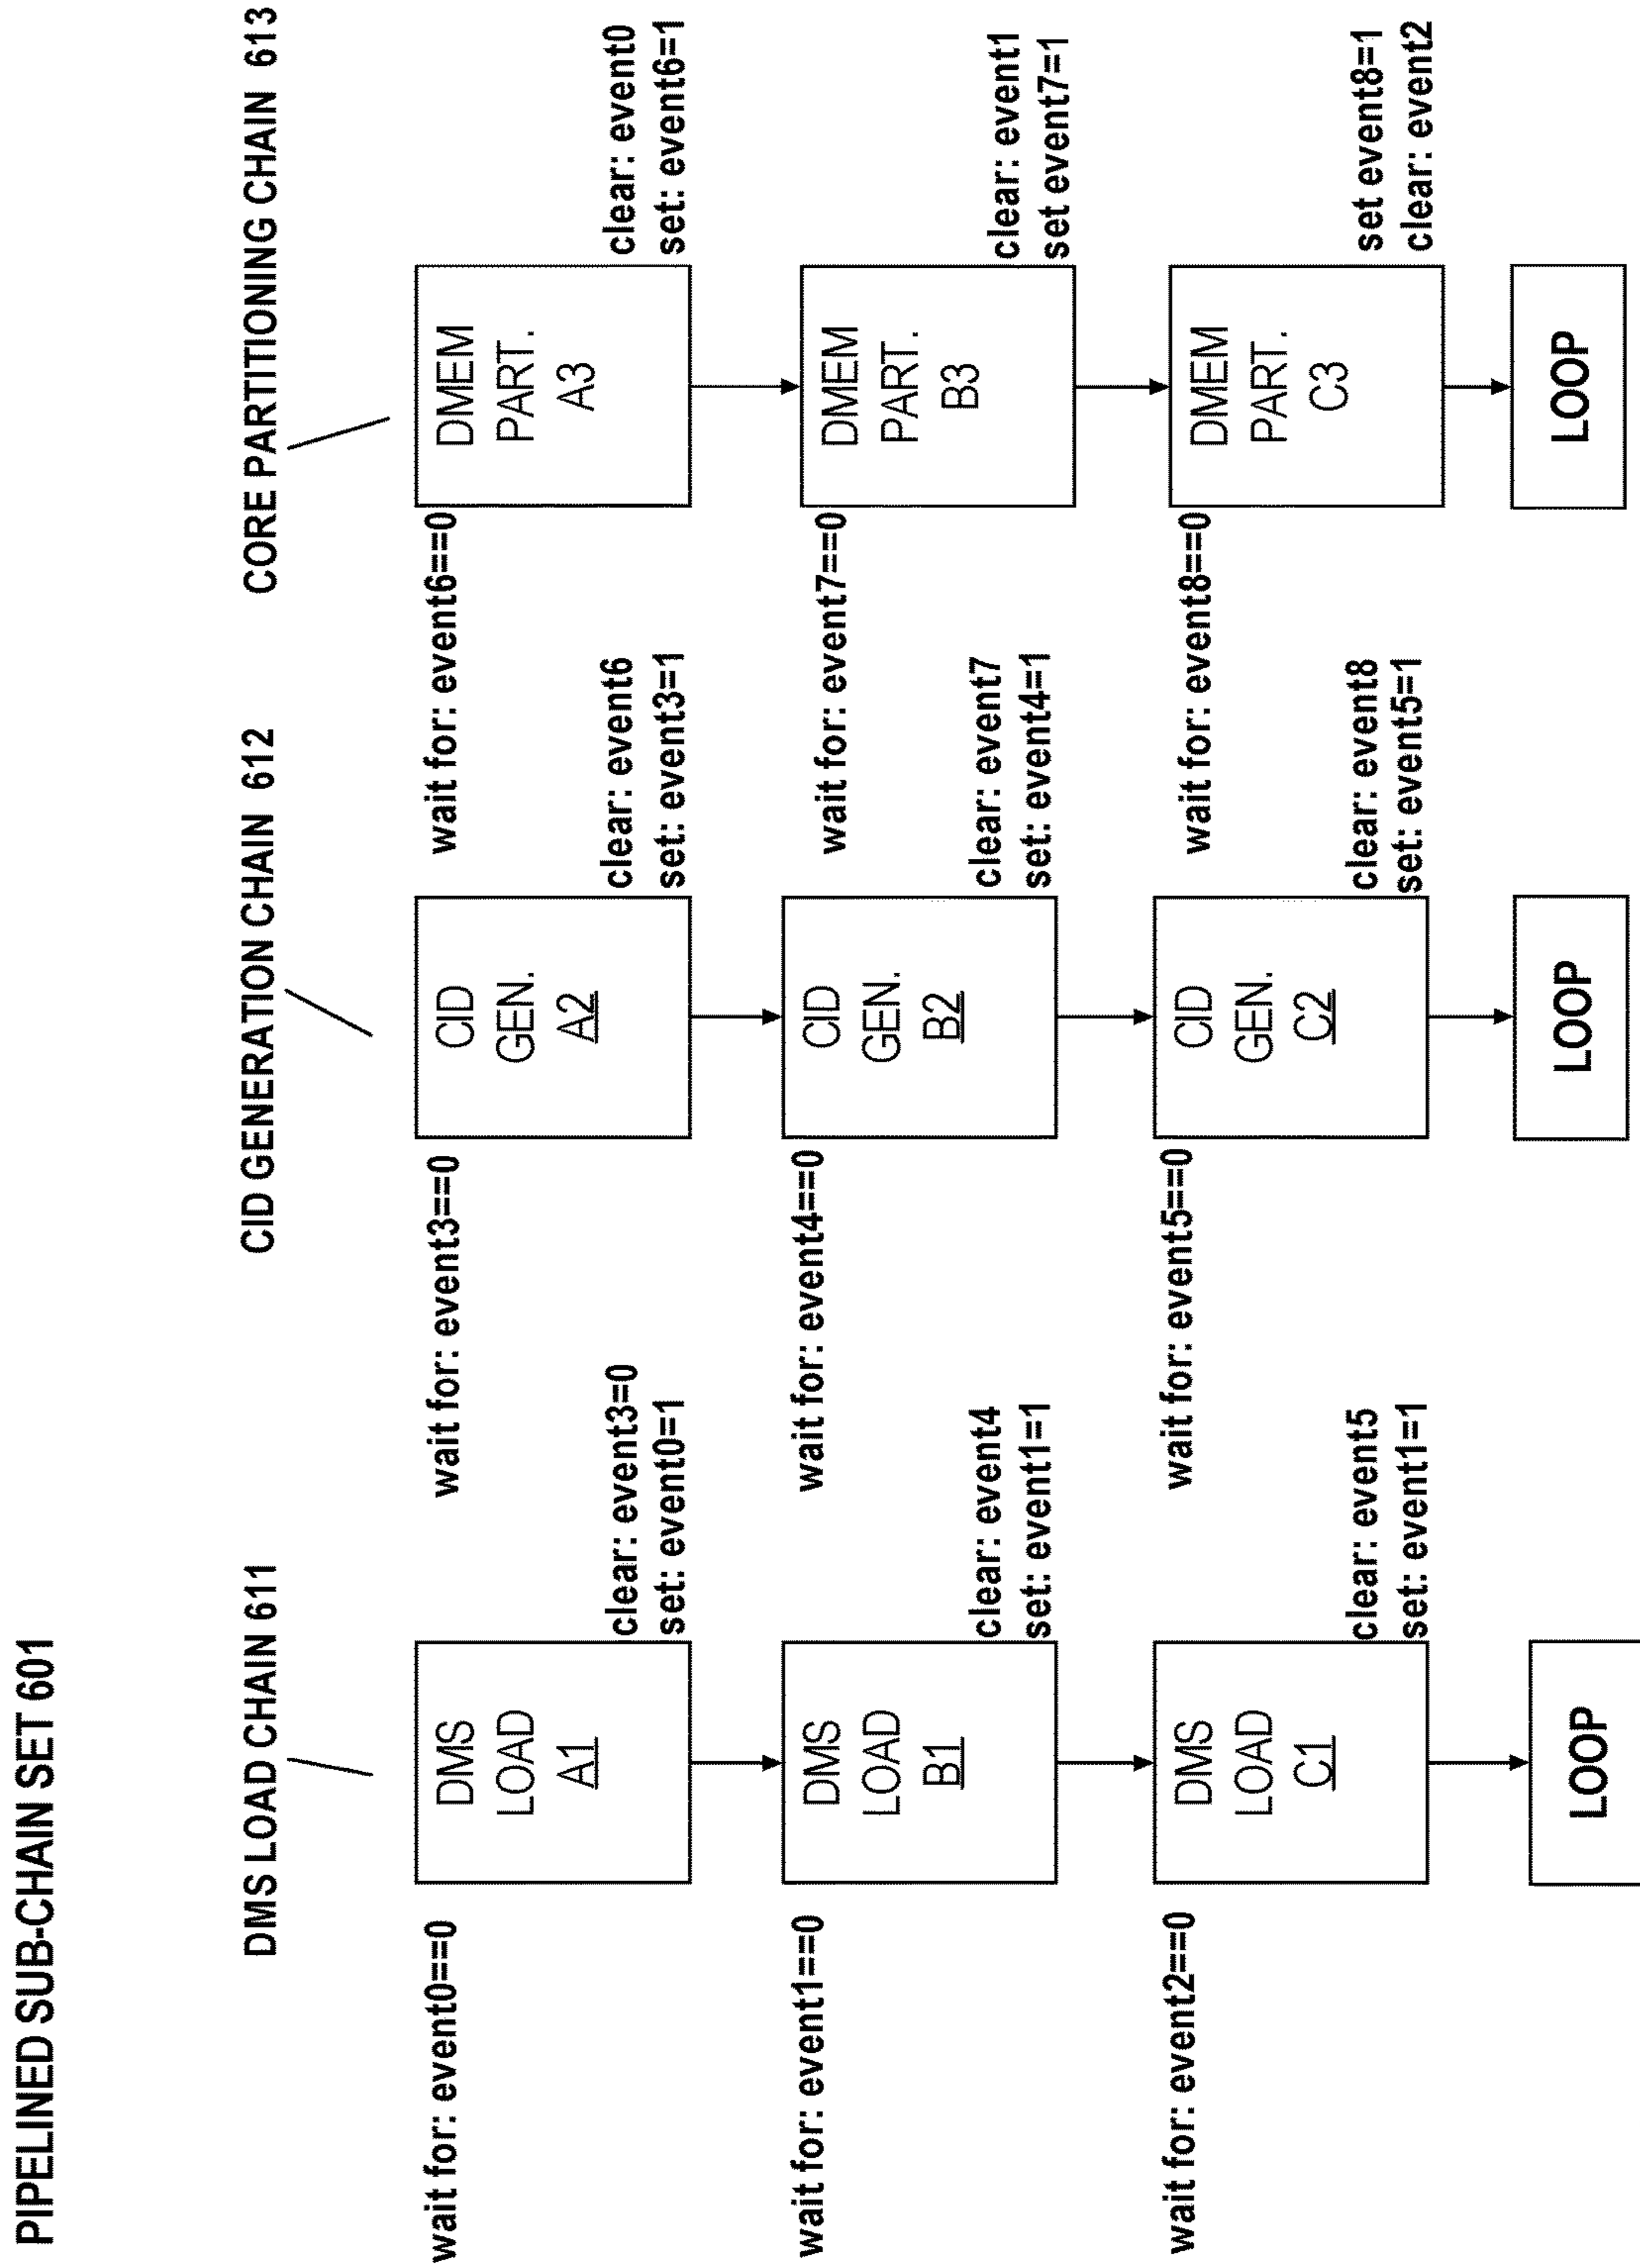 PIPELINED SUB-CHAIN SET 601
DMS LOAD CHAIN 611
CID GENERATION CHAIN 612
CORE PARTITIONING CHAIN 613
wait for: event0==0
DMS
LOAD
A1
clear: event3=0
set: event0=1
wait for: event3==0
CID
GEN.
A2
clear: event6
set: event3=1
wait for: event6==0
DMEM
PART.
A3
clear: event0
set: event6=1
wait for: event1==0
DMS
LOAD
B1
clear: event4
set: event1=1
wait for: event4==0
CID
GEN.
B2
clear: event7
set: event4=1
wait for: event7==0
DMEM
PART.
B3
clear: event1
set event7=1
wait for: event2==0
DMS
LOAD
C1
clear: event5
set: event1=1
wait for: event5==0
CID
GEN.
C2
clear: event8
set: event5=1
wait for: event8==0
DMEM
PART.
C3
set event8=1
clear: event2
LOOP
LOOP
LOOP